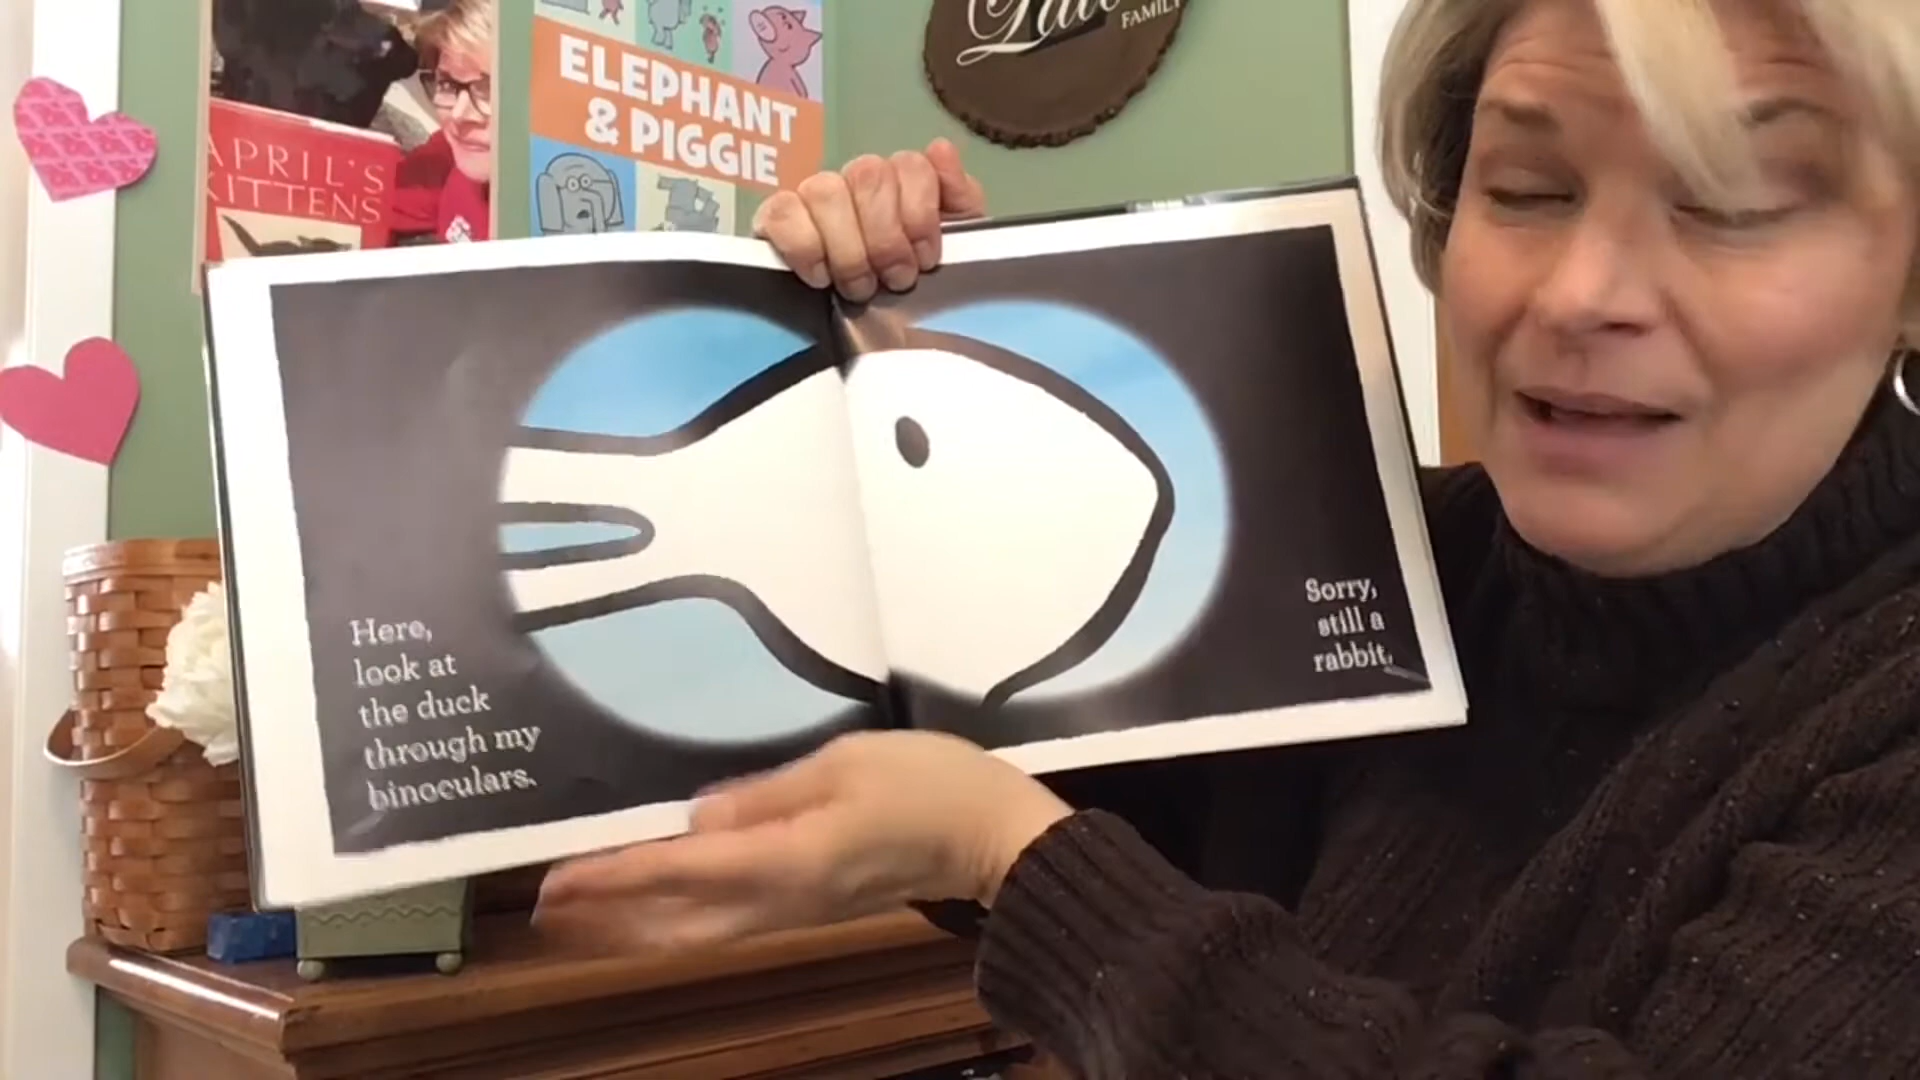 APRIL'S
KITTENS
ELEPHANT
& PIGGIE
FAMILY
Here,
look at
the duck
through my
binoculars.
Sorry,
still a
rabbit.